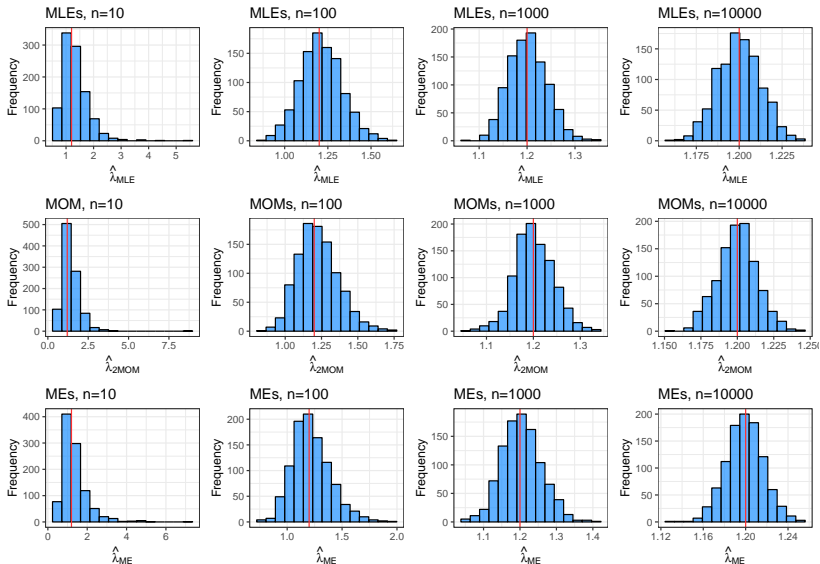 MLEs, n=10
MLEs, n=100
MLEs, n=1000
MLEs, n=10000
Frequency
300
200
100
0
1 2 3 4 5
λ̂MLE
Frequency
150
100
50
0
1.00 1.25 1.50
λ̂MLE
Frequency
200
150
100
50
0
1.1 1.2 1.3
λ̂MLE
Frequency
150
100
50
0
1.175 1.200 1.225
λ̂MLE
MOM, n=10
MOMs, n=100
MOMs, n=1000
MOMs, n=10000
Frequency
500
400
300
200
100
0
0.0 2.5 5.0 7.5
λ̂2MOM
Frequency
150
100
50
0
1.00 1.25 1.50 1.75
λ̂2MOM
Frequency
200
150
100
50
0
1.1 1.2 1.3
λ̂2MOM
Frequency
200
150
100
50
0
1.150 1.175 1.200 1.225 1.250
λ̂2MOM
MEs, n=10
MEs, n=100
MEs, n=1000
MEs, n=10000
Frequency
400
300
200
100
0
0 2 4 6
λ̂ME
Frequency
200
150
100
50
0
1.0 1.5 2.0
λ̂ME
Frequency
150
100
50
0
1.1 1.2 1.3 1.4
λ̂ME
Frequency
200
150
100
50
0
1.12 1.16 1.20 1.24
λ̂ME